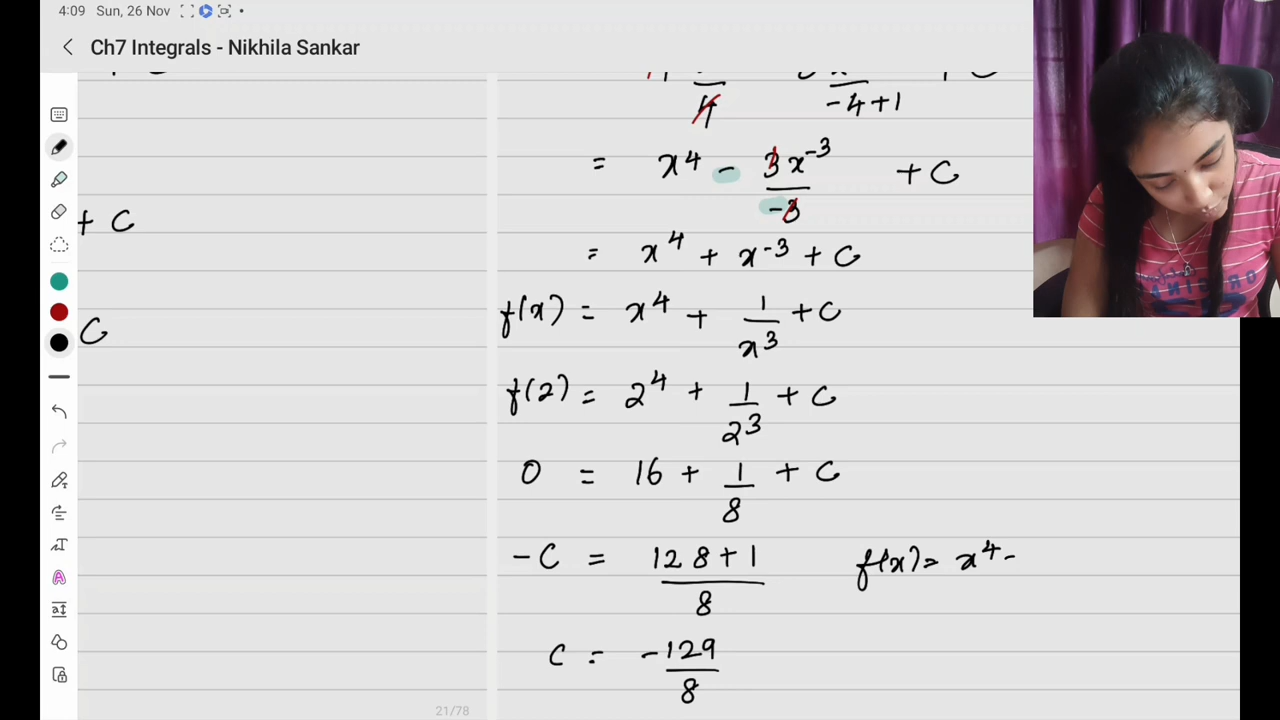 4:09 Sun, 26 Nov
Ch7 Integrals - Nikhila Sankar
+ C
-4+1
= x⁴ - 3x⁻³/-3 + C
+ C
= x⁴ + x⁻³ + C
f(x) = x⁴ + 1/x³ + C
C
f(2) = 2⁴ + 1/2³ + C
0 = 16 + 1/8 + C
-C = 128+1/8
f(x) = x⁴ -
C = -129/8
21/78